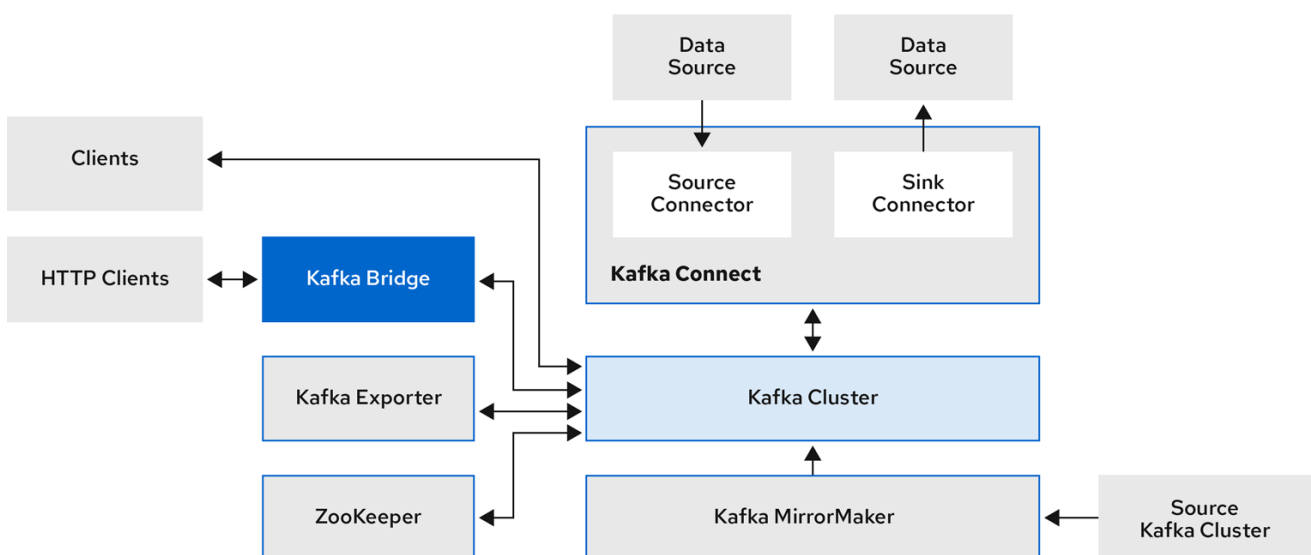 Data
Source
Data
Source
Clients
Source
Connector
Sink
Connector
HTTP Clients
Kafka Bridge
Kafka Connect
Kafka Exporter
Kafka Cluster
ZooKeeper
Kafka MirrorMaker
Source
Kafka Cluster